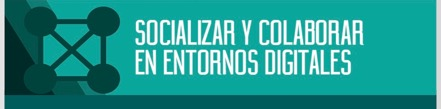 SOCIALIZAR Y COLABORAR
EN ENTORNOS DIGITALES